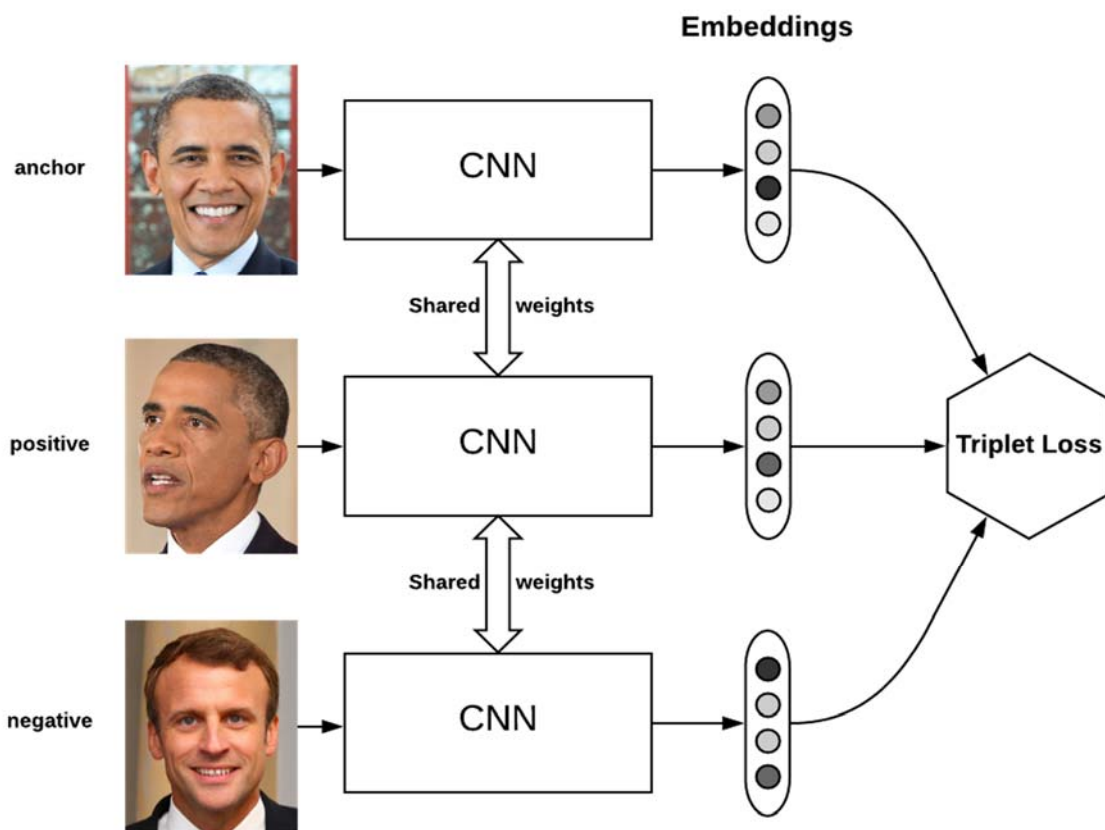 Embeddings
anchor
CNN
Shared weights
positive
CNN
Triplet Loss
Shared weights
negative
CNN